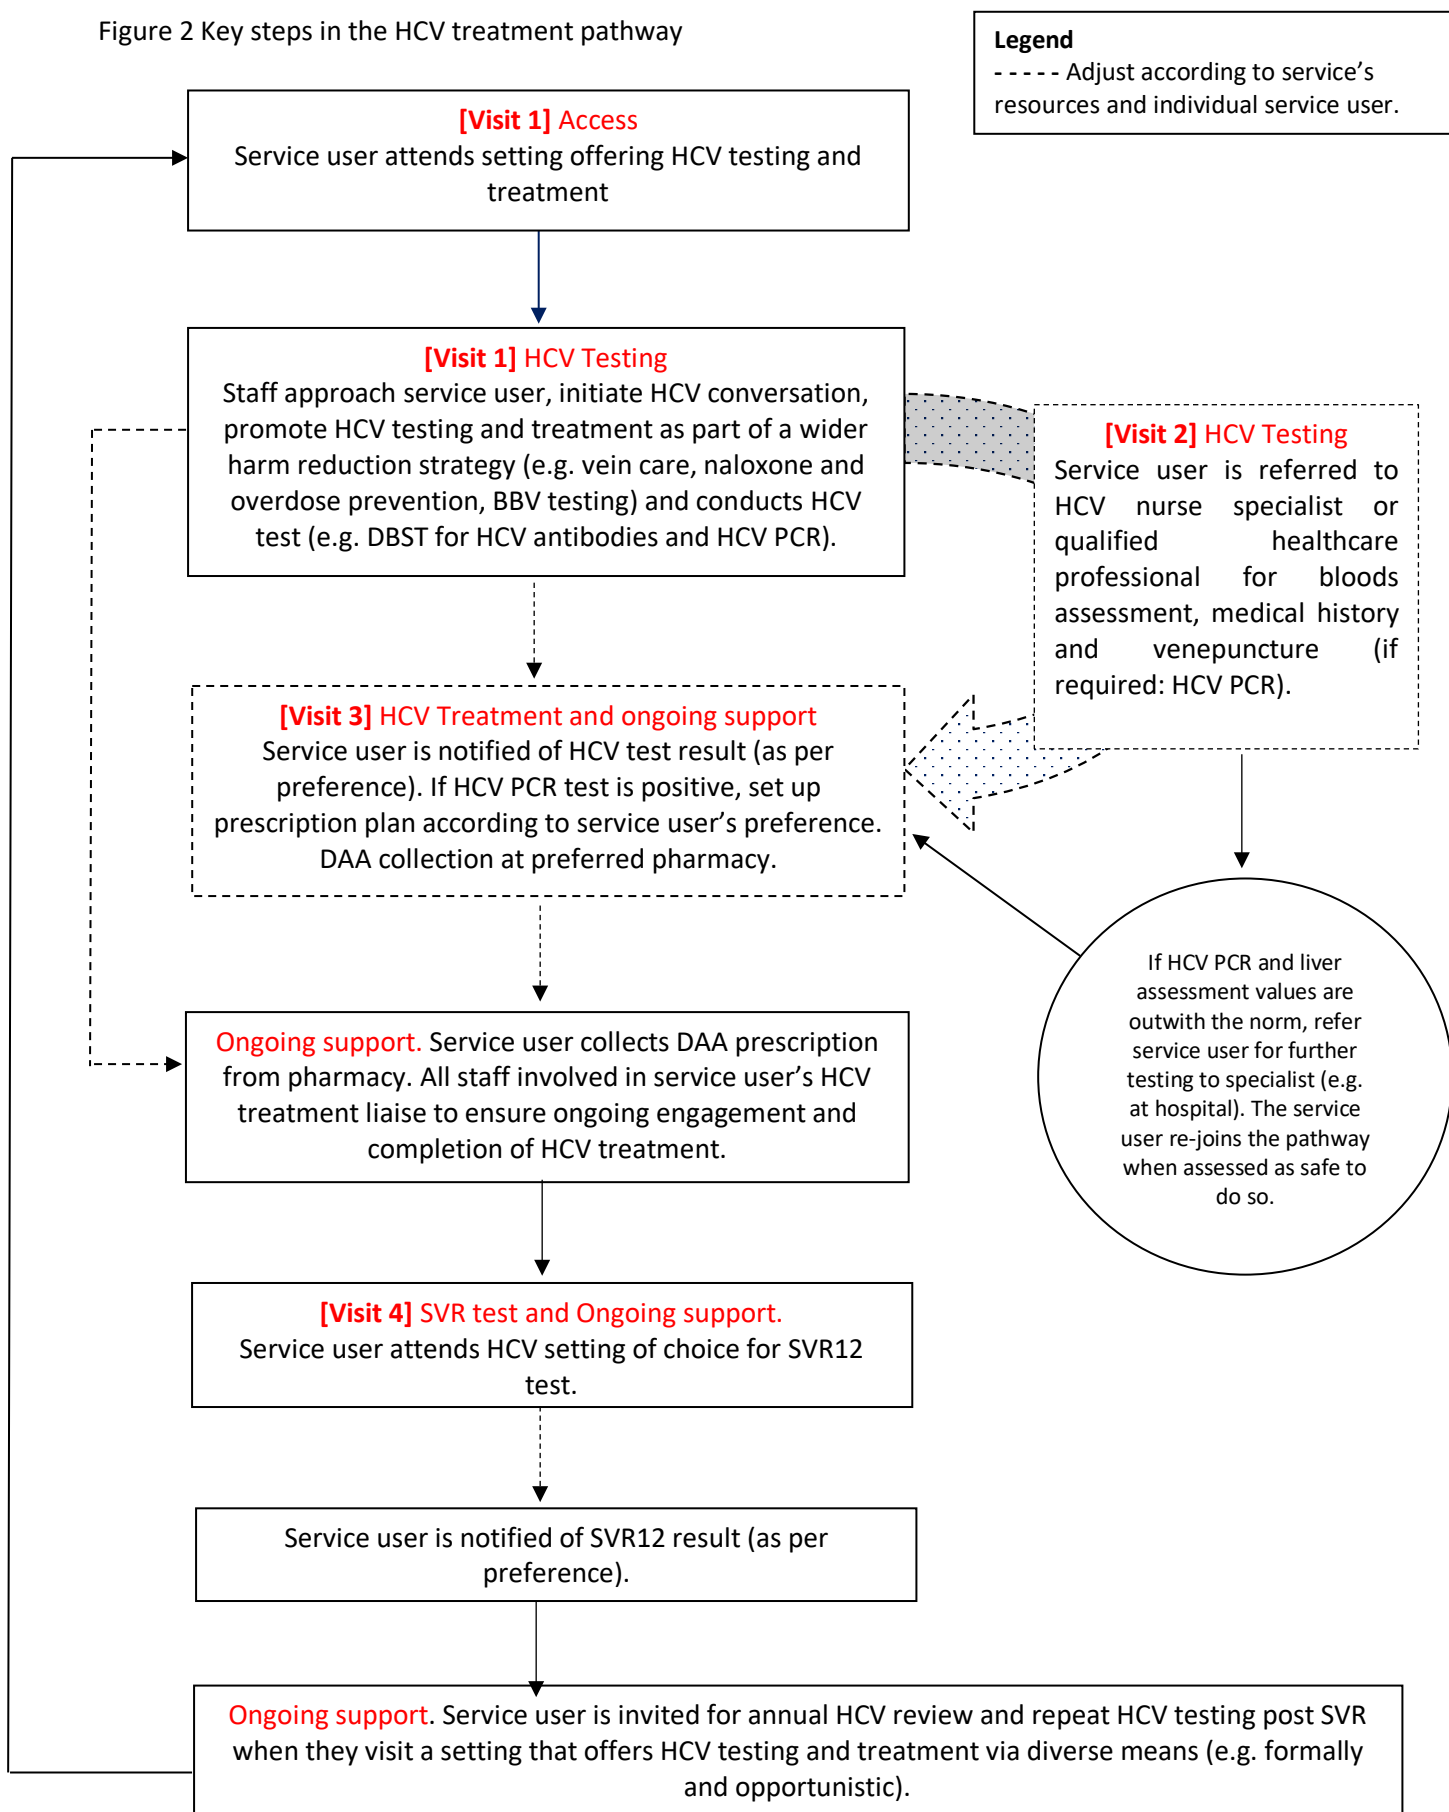 Figure 2 Key steps in the HCV treatment pathway
Legend
- - - - - Adjust according to service’s
resources and individual service user.
[Visit 1] Access
Service user attends setting offering HCV testing and
treatment
[Visit 1] HCV Testing
Staff approach service user, initiate HCV conversation,
promote HCV testing and treatment as part of a wider
harm reduction strategy (e.g. vein care, naloxone and
overdose prevention, BBV testing) and conducts HCV
test (e.g. DBST for HCV antibodies and HCV PCR).
[Visit 2] HCV Testing
Service user is referred to
HCV nurse specialist or
qualified healthcare
professional for bloods
assessment, medical history
and venepuncture (if
required: HCV PCR).
[Visit 3] HCV Treatment and ongoing support
Service user is notified of HCV test result (as per
preference). If HCV PCR test is positive, set up
prescription plan according to service user’s preference.
DAA collection at preferred pharmacy.
If HCV PCR and liver
assessment values are
outwith the norm, refer
service user for further
testing to specialist (e.g.
at hospital). The service
user re-joins the pathway
when assessed as safe to
do so.
Ongoing support. Service user collects DAA prescription
from pharmacy. All staff involved in service user’s HCV
treatment liaise to ensure ongoing engagement and
completion of HCV treatment.
[Visit 4] SVR test and Ongoing support.
Service user attends HCV setting of choice for SVR12
test.
Service user is notified of SVR12 result (as per
preference).
Ongoing support. Service user is invited for annual HCV review and repeat HCV testing post SVR
when they visit a setting that offers HCV testing and treatment via diverse means (e.g. formally
and opportunistic).